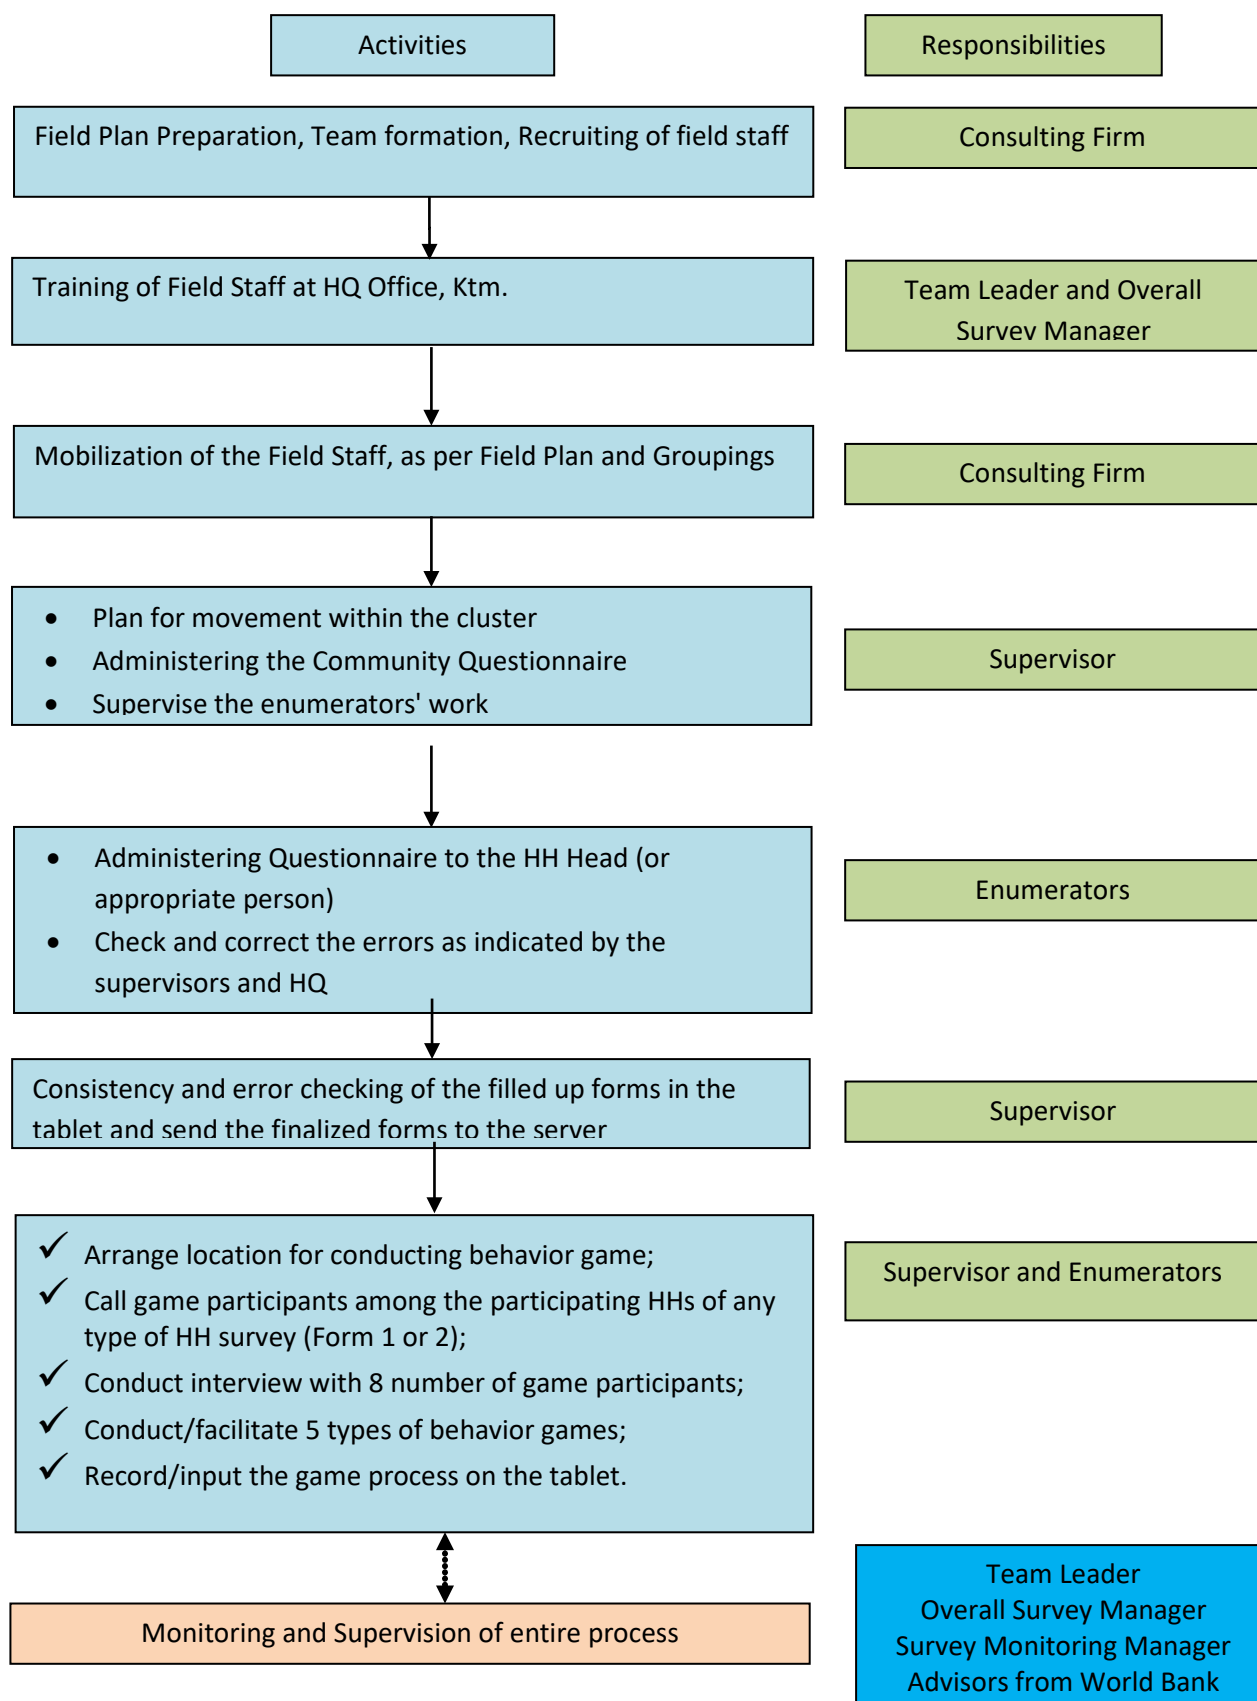 Activities
Responsibilities
Field Plan Preparation, Team formation, Recruiting of field staff
Consulting Firm
Training of Field Staff at HQ Office, Ktm.
Team Leader and Overall
Survey Manager
Mobilization of the Field Staff, as per Field Plan and Groupings
Consulting Firm
• Plan for movement within the cluster
• Administering the Community Questionnaire
• Supervise the enumerators' work
Supervisor
• Administering Questionnaire to the HH Head (or
appropriate person)
• Check and correct the errors as indicated by the
supervisors and HQ
Enumerators
Consistency and error checking of the filled up forms in the
tablet and send the finalized forms to the server
Supervisor
✓ Arrange location for conducting behavior game;
✓ Call game participants among the participating HHs of any
type of HH survey (Form 1 or 2);
✓ Conduct interview with 8 number of game participants;
✓ Conduct/facilitate 5 types of behavior games;
✓ Record/input the game process on the tablet.
Supervisor and Enumerators
Monitoring and Supervision of entire process
Team Leader
Overall Survey Manager
Survey Monitoring Manager
Advisors from World Bank